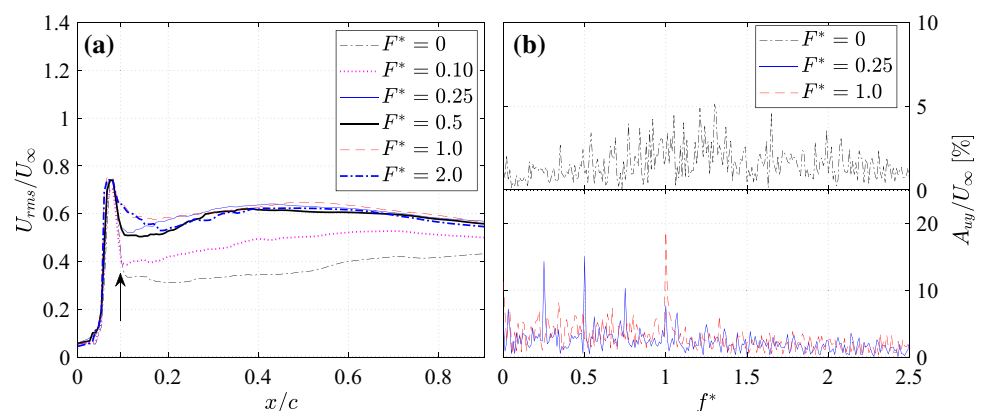 (a)
F* = 0
F* = 0.10
F* = 0.25
F* = 0.5
F* = 1.0
F* = 2.0
1.4
1.2
1
0.8
0.6
0.4
0.2
0
U_rms/U_∞
0 0.2 0.4 0.6 0.8
x/c
(b)
F* = 0
F* = 0.25
F* = 1.0
10
5
0
20
10
0
A_uy/U_∞ [%]
0 0.5 1 1.5 2 2.5
f*